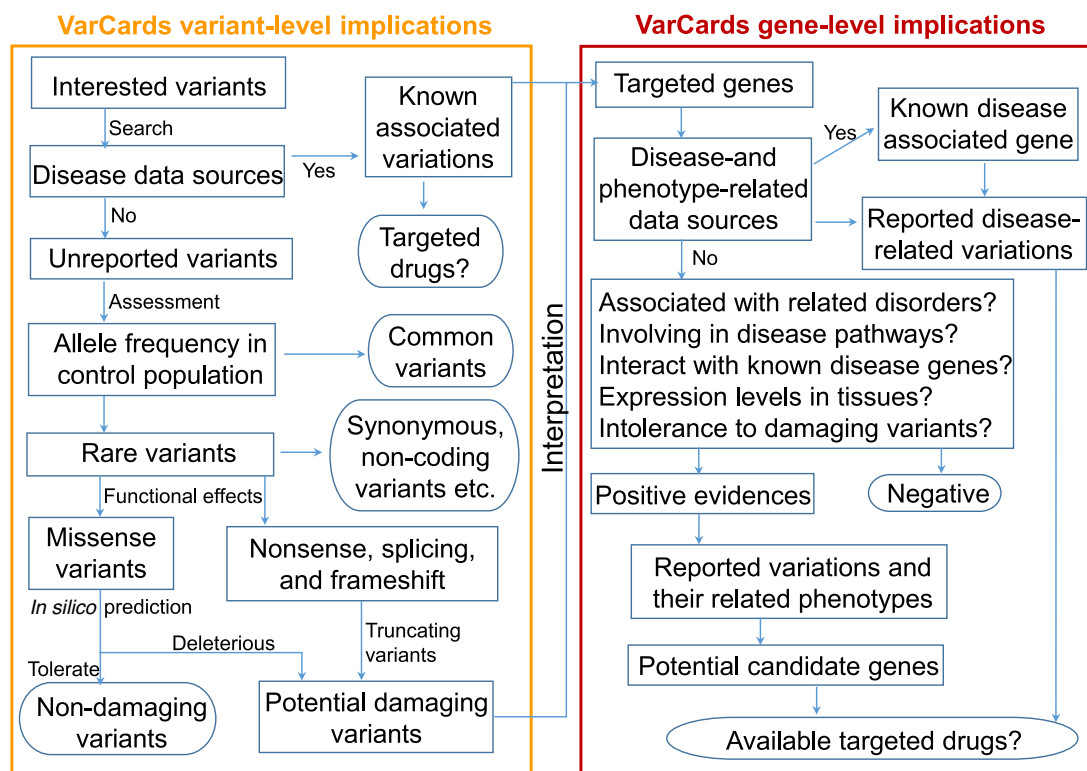 VarCards variant-level implications
Interested variants
Search
Disease data sources
Yes
Known
associated
variations
Targeted
drugs?
No
Unreported variants
Assessment
Allele frequency in
control population
Common
variants
Rare variants
Synonymous,
non-coding
variants etc.
Functional effects
Missense
variants
Nonsense, splicing,
and frameshift
In silico prediction
Deleterious
Truncating
variants
Tolerate
Non-damaging
variants
Potential damaging
variants
Interpretation
VarCards gene-level implications
Targeted genes
Disease-and
phenotype-related
data sources
Yes
Known disease
associated gene
Reported disease-
related variations
No
Associated with related disorders?
Involving in disease pathways?
Interact with known disease genes?
Expression levels in tissues?
Intolerance to damaging variants?
Positive evidences
Negative
Reported variations and
their related phenotypes
Potential candidate genes
Available targeted drugs?